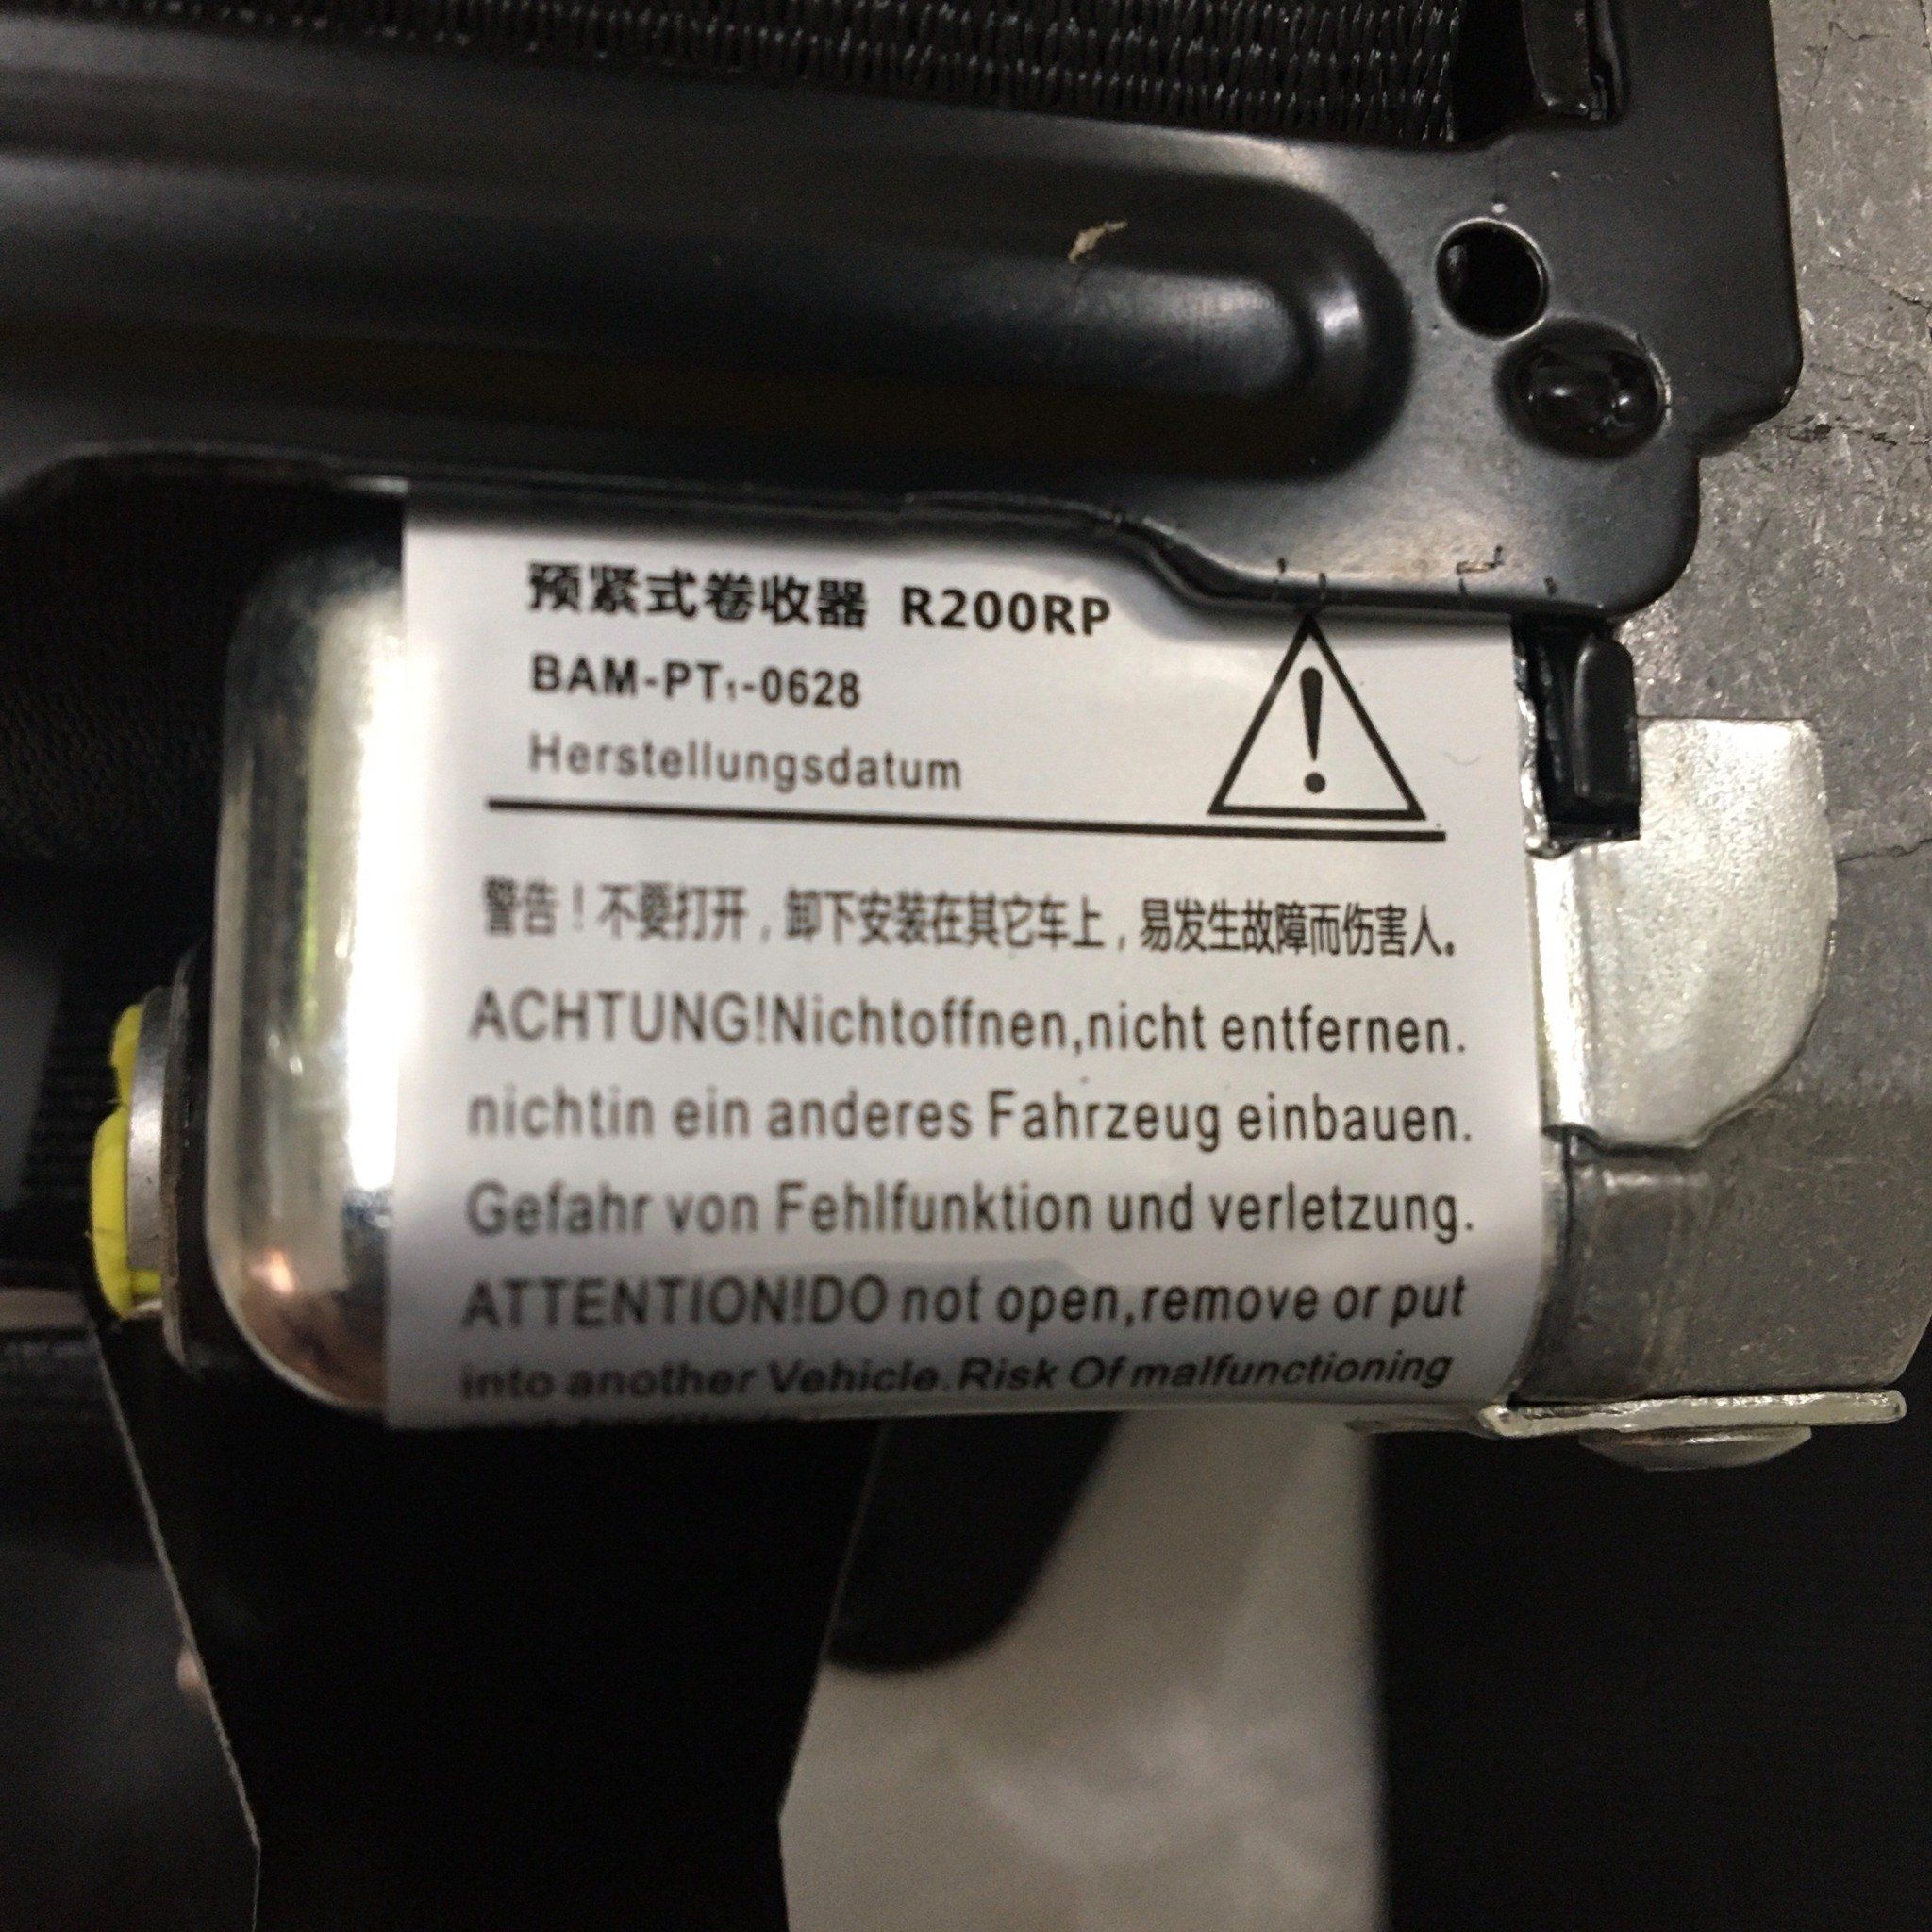 预紧式卷收器 R200RP
BAM-PT₁-0628
Herstellungsdatum
警告！不要打开，卸下安装在其它车上，易发生故障而伤害人。
ACHTUNG!Nichtoffnen,nicht entfernen.
nichtin ein anderes Fahrzeug einbauen.
Gefahr von Fehlfunktion und verletzung.
ATTENTION!DO not open,remove or put
into another Vehicle.Risk Of malfunctioning